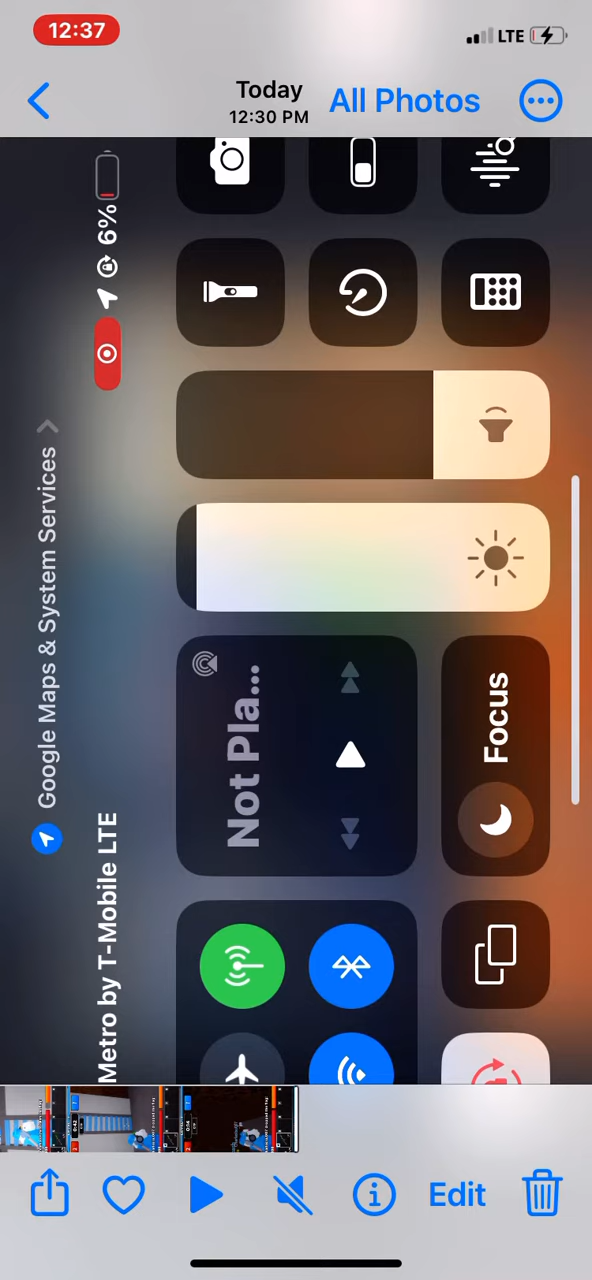 12:37
LTE
Today
12:30 PM
All Photos
6%
Google Maps & System Services
Metro by T-Mobile LTE
Not Pla...
Focus
Edit